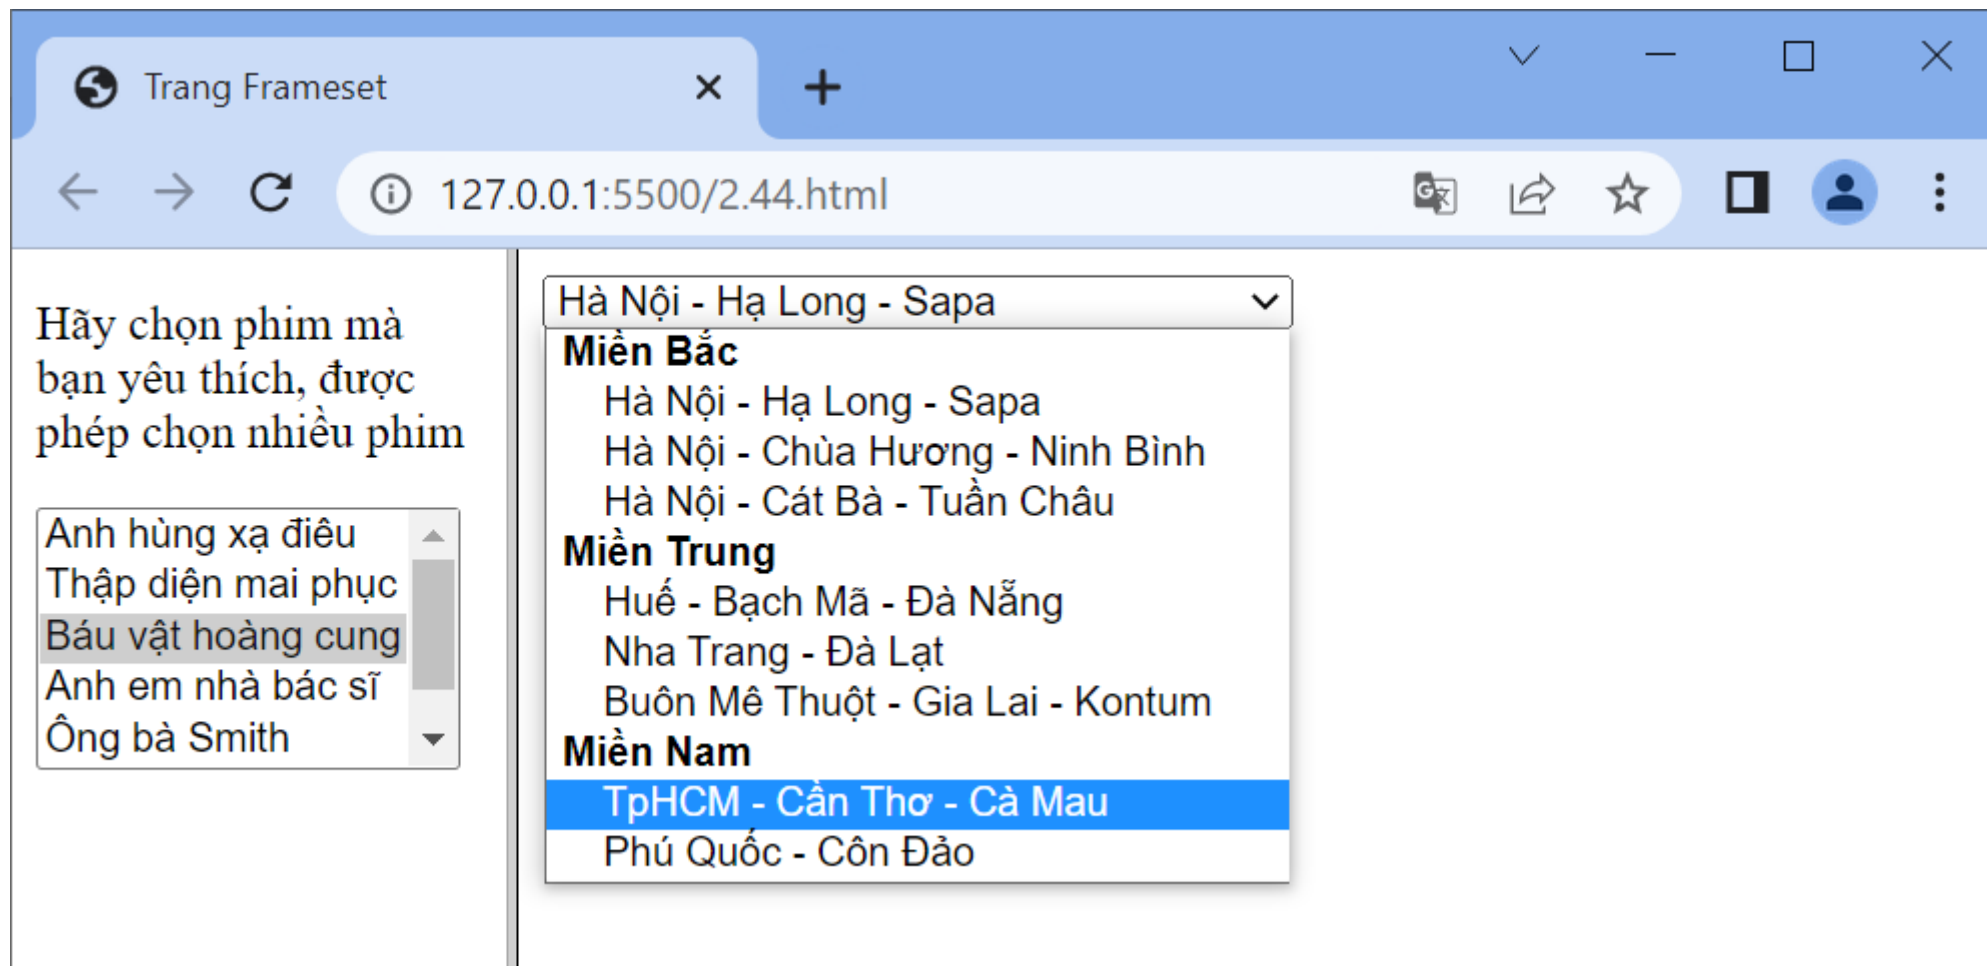 Trang Frameset
127.0.0.1:5500/2.44.html
Hãy chọn phim mà
bạn yêu thích, được
phép chọn nhiều phim
Anh hùng xạ điêu
Thập diện mai phục
Báu vật hoàng cung
Anh em nhà bác sĩ
Ông bà Smith
Hà Nội - Hạ Long - Sapa
Miền Bắc
Hà Nội - Hạ Long - Sapa
Hà Nội - Chùa Hương - Ninh Bình
Hà Nội - Cát Bà - Tuần Châu
Miền Trung
Huế - Bạch Mã - Đà Nẵng
Nha Trang - Đà Lạt
Buôn Mê Thuột - Gia Lai - Kontum
Miền Nam
TpHCM - Cần Thơ - Cà Mau
Phú Quốc - Côn Đảo